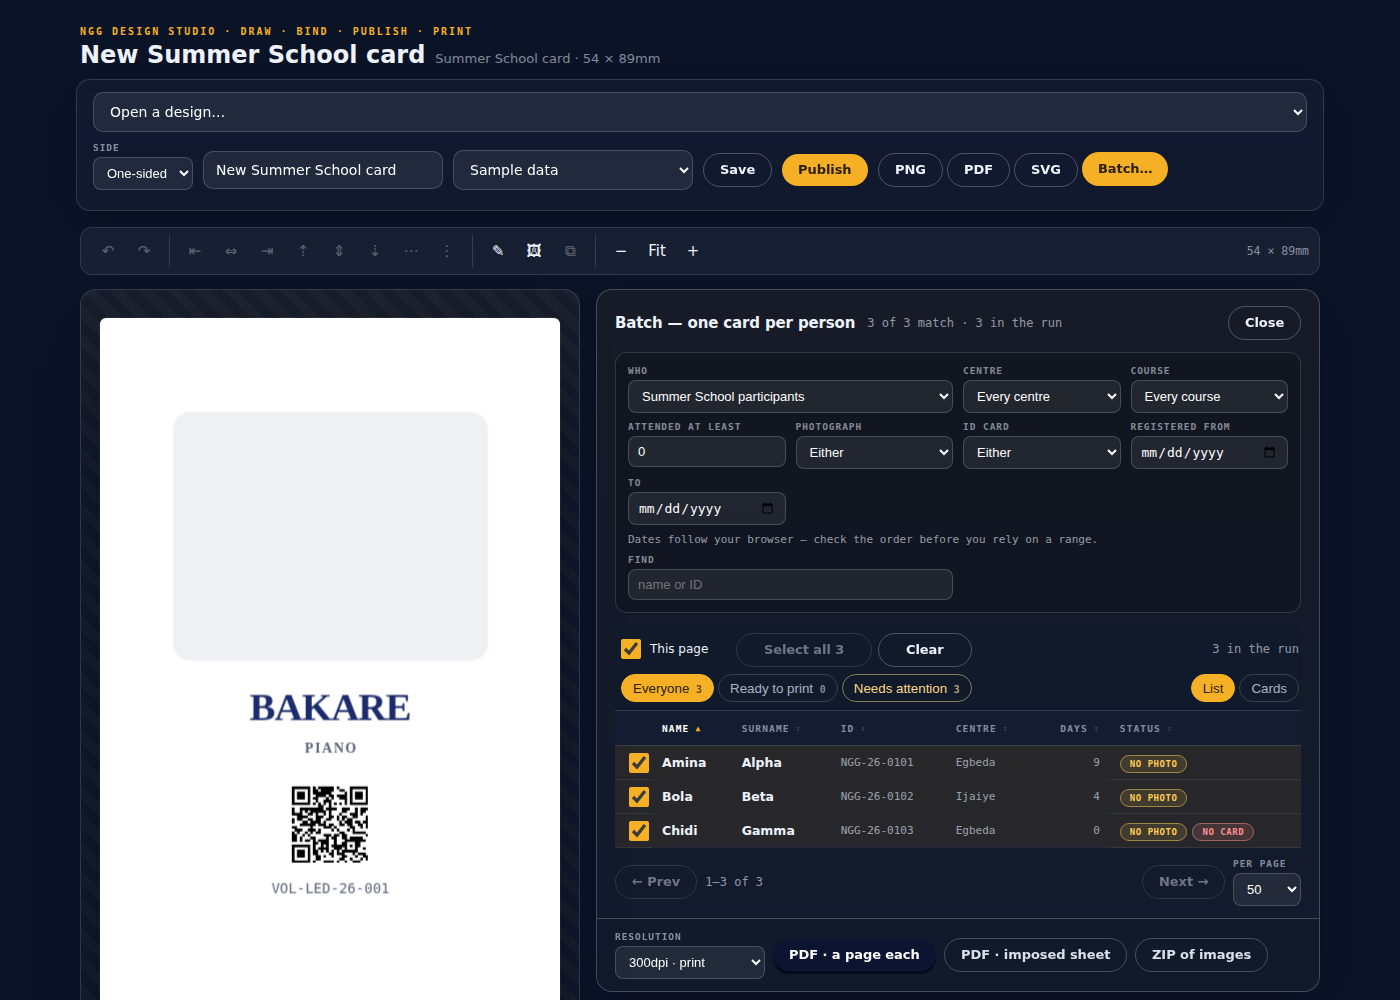 NGG DESIGN STUDIO · DRAW · BIND · PUBLISH · PRINT
New Summer School card Summer School card · 54 × 89mm
Open a design…
SIDE
One-sided New Summer School card Sample data Save Publish PNG PDF SVG Batch…
− Fit +
54 × 89mm
Batch — one card per person 3 of 3 match · 3 in the run Close
WHO CENTRE COURSE
Summer School participants Every centre Every course
ATTENDED AT LEAST PHOTOGRAPH ID CARD REGISTERED FROM
0 Either Either mm/dd/yyyy
TO
mm/dd/yyyy
Dates follow your browser — check the order before you rely on a range.
FIND
name or ID
This page Select all 3 Clear 3 in the run
Everyone 3 Ready to print 0 Needs attention 3 List Cards
NAME ▲ SURNAME ID CENTRE DAYS STATUS
Amina Alpha NGG-26-0101 Egbeda 9 NO PHOTO
Bola Beta NGG-26-0102 Ijaiye 4 NO PHOTO
Chidi Gamma NGG-26-0103 Egbeda 0 NO PHOTO NO CARD
← Prev 1–3 of 3 Next →
PER PAGE
50
RESOLUTION
300dpi · print PDF · a page each PDF · imposed sheet ZIP of images
BAKARE
PIANO
VOL-LED-26-001